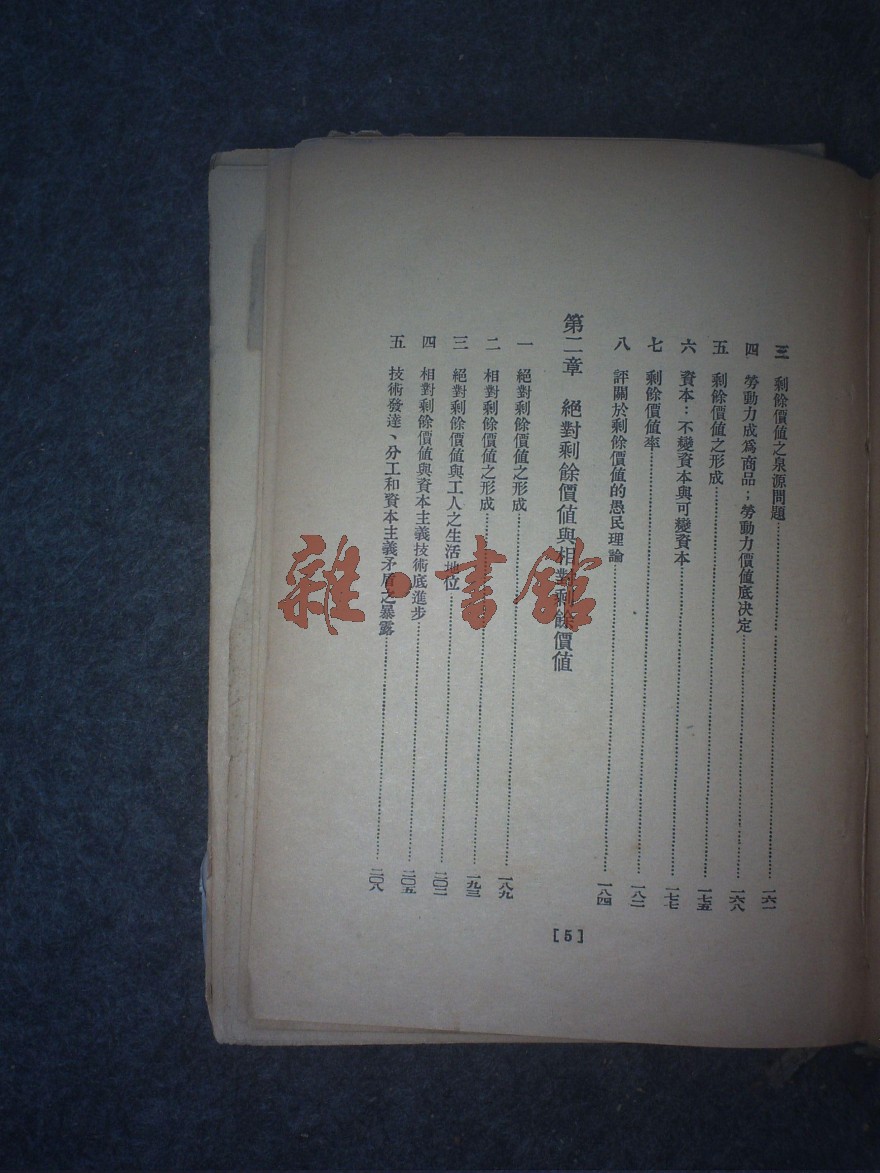 三 剩餘價值之泉源問題……一六一
四 勞動力成爲商品；勞動力價值底决定……一六八
五 剩餘價值之形成……一七五
六 資本：不變資本與可變資本……一七七
七 剩餘價值率……一八二
八 評關於剩餘價值的愚民理論……一八四
第二章 絕對剩餘價值與相對剩餘價值
一 絕對剩餘價值之形成……一八九
二 相對剩餘價值之形成……一九三
三 絕對剩餘價值與工人之生活地位……二〇二
四 相對剩餘價值與資本主義技術底進步……二〇五
五 技術發達、分工和資本主義矛盾之暴露……二〇八
[5]
雜·書館